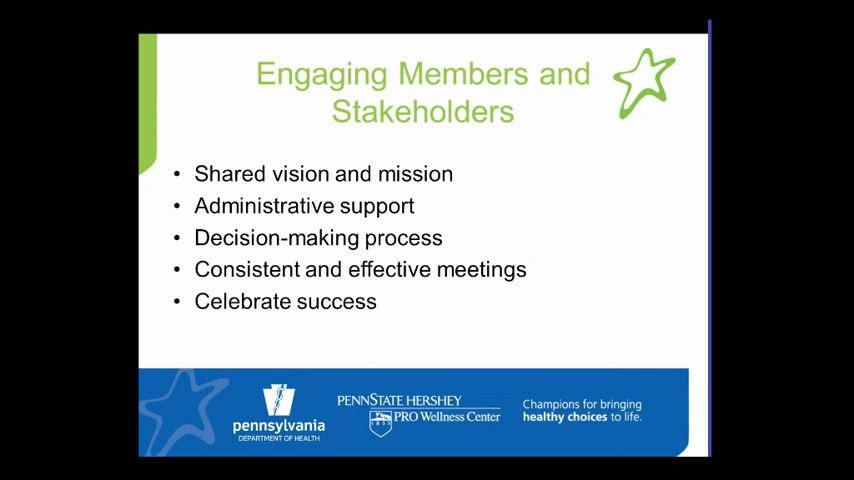 Engaging Members and
Stakeholders
• Shared vision and mission
• Administrative support
• Decision-making process
• Consistent and effective meetings
• Celebrate success
pennsylvania
DEPARTMENT OF HEALTH
PENNSTATE HERSHEY
PRO Wellness Center
1855
Champions for bringing
healthy choices to life.